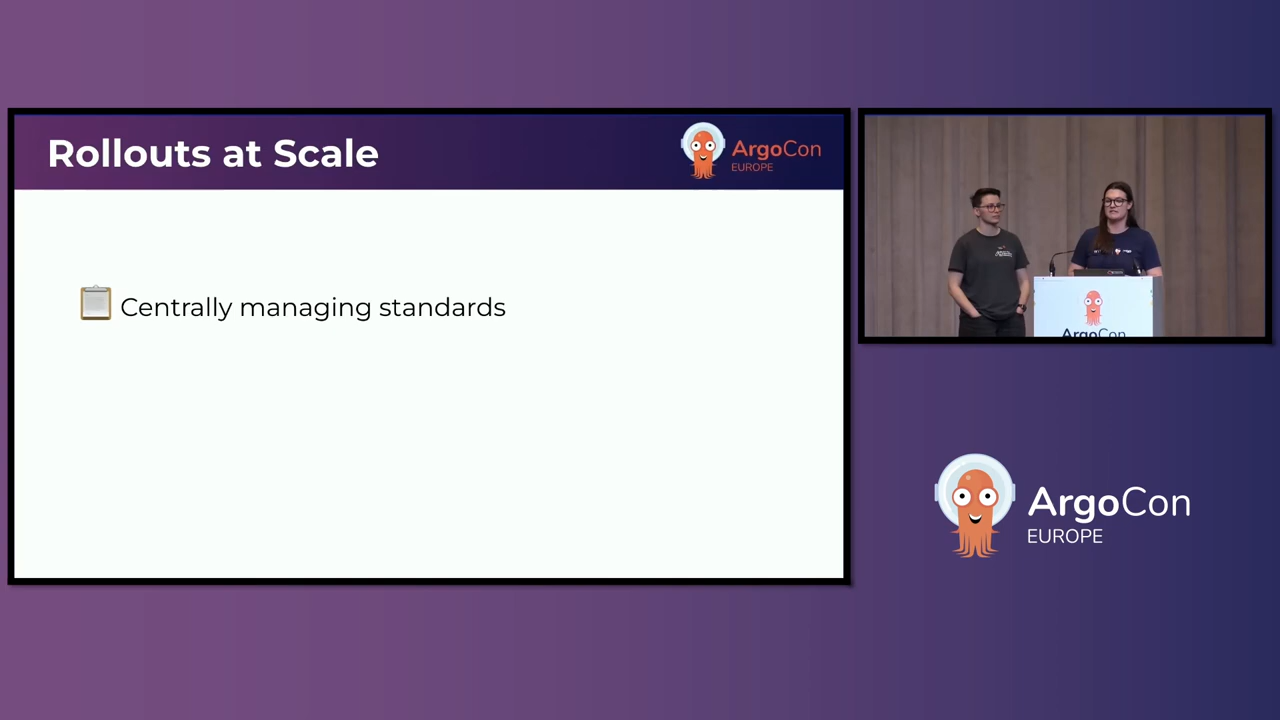 Rollouts at Scale
ArgoCon
EUROPE
📋 Centrally managing standards
ArgoCon
ArgoCon
EUROPE